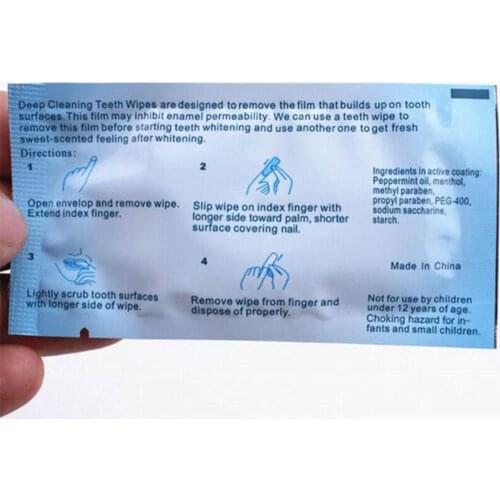 Deep Cleaning Teeth Wipes are designed to remove the film that builds up on tooth
surfaces. This film may inhibit enamel permeability. We can use a teeth wipe to
remove this film before starting teeth whitening and use another one to get fresh
sweet-scented feeling after whitening.
Directions:
1
Open envelop and remove wipe.
Extend index finger.
2
Slip wipe on index finger with
longer side toward palm, shorter
surface covering nail.
Ingredients in active coating:
Peppermint oil, menthol,
methyl paraben,
propyl paraben, PEG-400,
sodium saccharine,
starch.
3
Lightly scrub tooth surfaces
with longer side of wipe.
4
Remove wipe from finger and
dispose of properly.
Made in China
Not for use by children
under 12 years of age.
Choking hazard for in-
fants and small children.